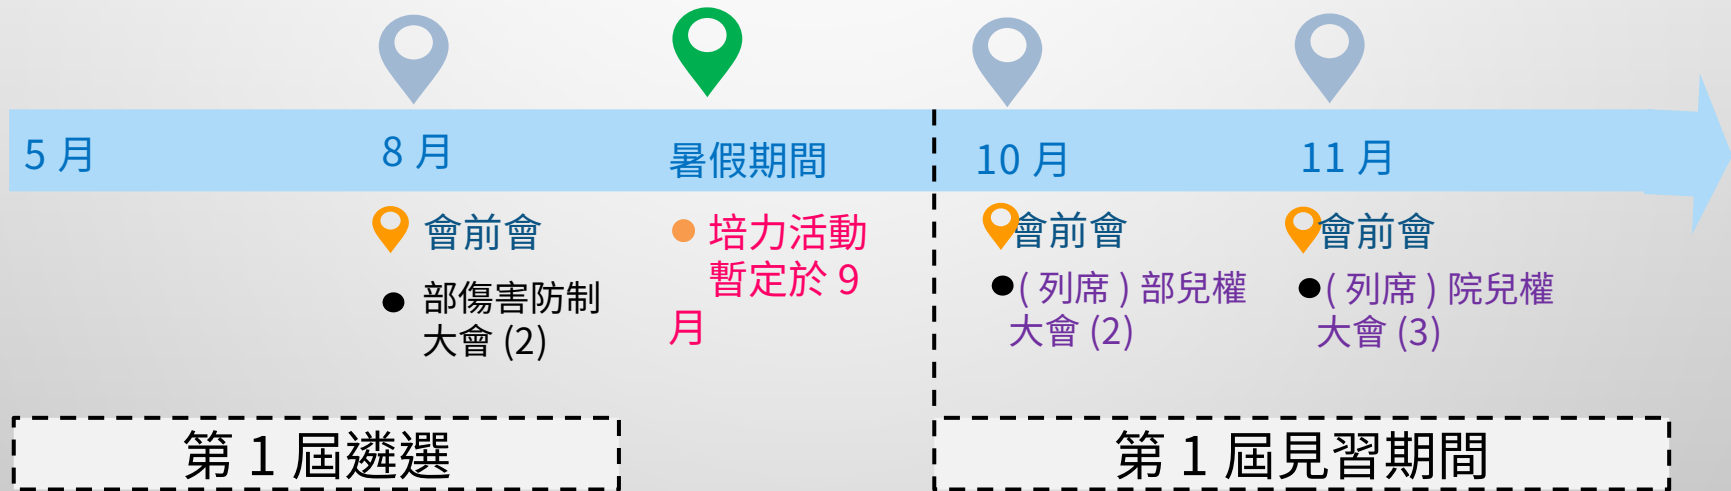 5 月
8 月
暑假期間
10 月
11 月
會前會
部傷害防制
大會 (2)
培力活動
暫定於 9
月
會前會
( 列席 ) 部兒權
大會 (2)
會前會
( 列席 ) 院兒權
大會 (3)
第 1 屆遴選
第 1 屆見習期間